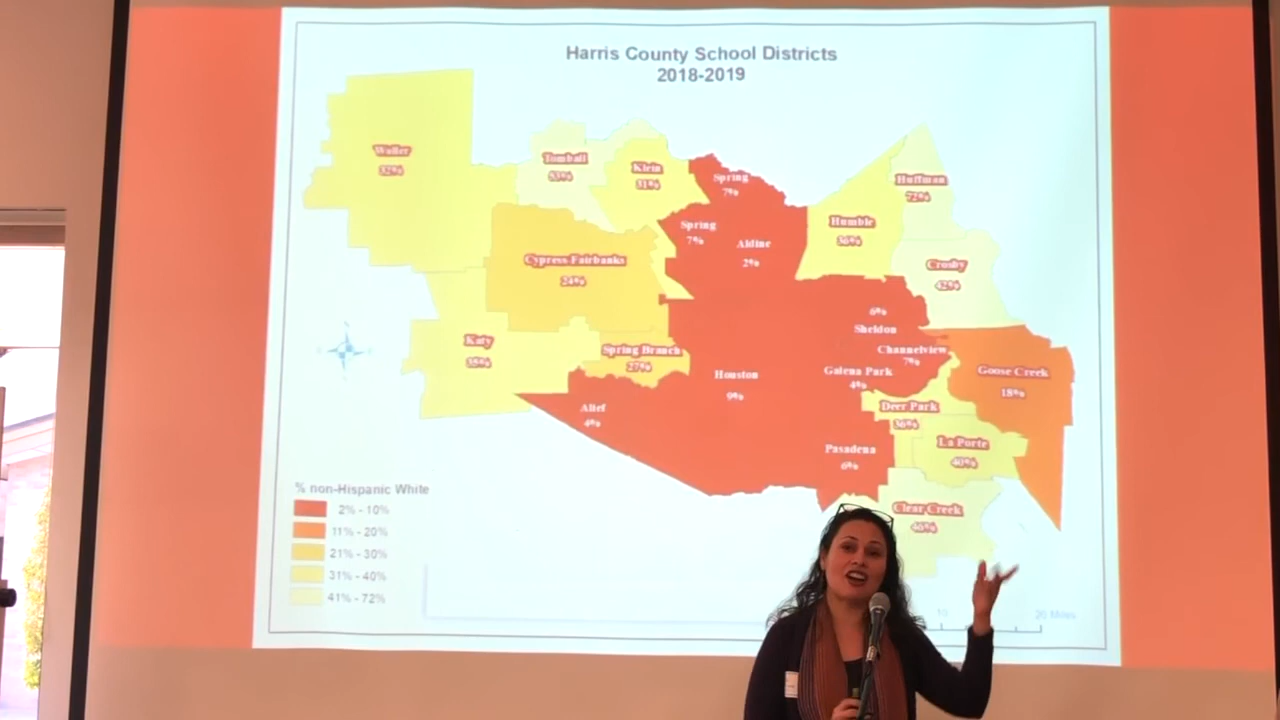 Harris County School Districts
2018-2019
Waller
32%
Tomball
53%
Klein
31%
Spring
7%
Huffman
72%
Spring
7%
Aldine
2%
Humble
36%
Cypress-Fairbanks
24%
Crosby
42%
6%
Sheldon
Katy
35%
Spring Branch
27%
Channelview
7%
Houston
9%
Galena Park
4%
Goose Creek
18%
Alief
4%
Deer Park
36%
Pasadena
6%
La Porte
40%
Clear Creek
46%
% non-Hispanic White
2% - 10%
11% - 20%
21% - 30%
31% - 40%
41% - 72%
10
20 Miles